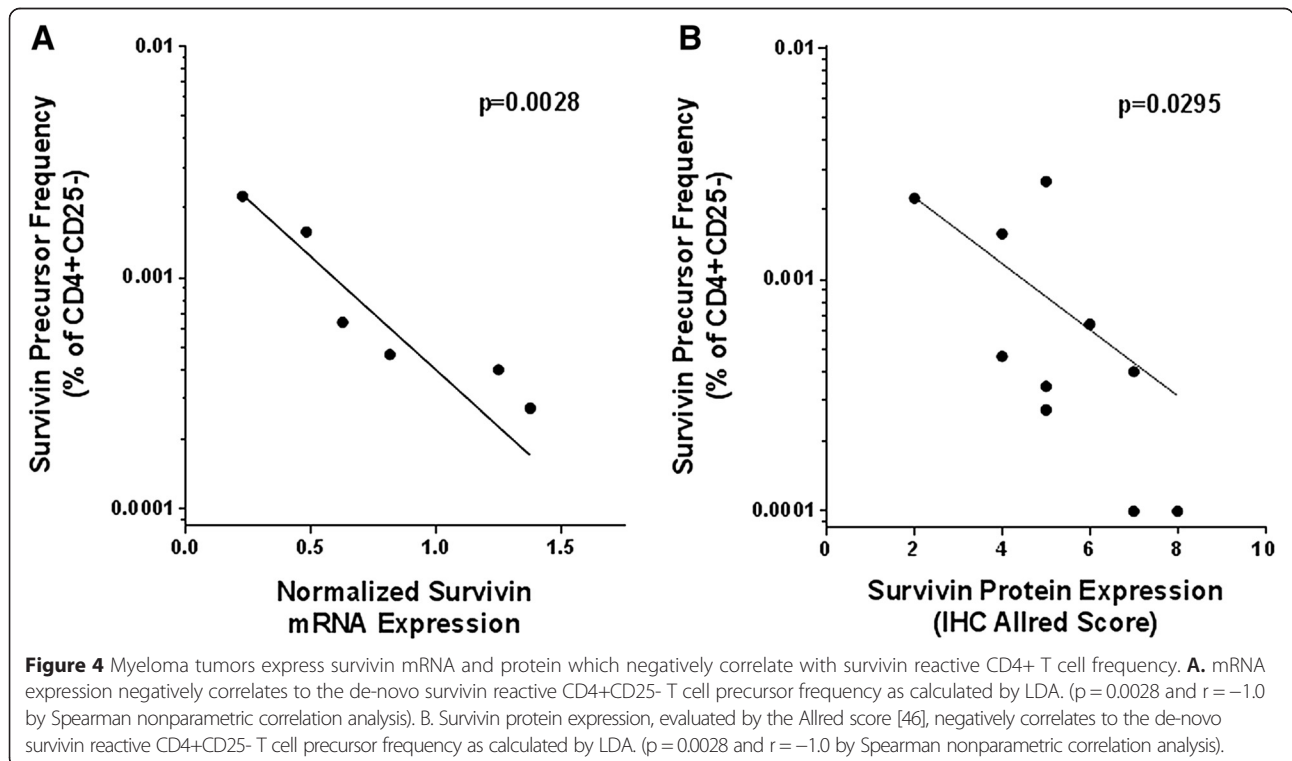 A
0.01
0.001
0.0001
Survivin Precursor Frequency
(% of CD4+CD25-)
p=0.0028
0.0
0.5
1.0
1.5
Normalized Survivin
mRNA Expression
B
0.01
0.001
0.0001
Survivin Precursor Frequency
(% of CD4+CD25-)
p=0.0295
0
2
4
6
8
10
Survivin Protein Expression
(IHC Allred Score)
Figure 4 Myeloma tumors express survivin mRNA and protein which negatively correlate with survivin reactive CD4+ T cell frequency. A. mRNA
expression negatively correlates to the de-novo survivin reactive CD4+CD25- T cell precursor frequency as calculated by LDA. (p = 0.0028 and r = −1.0
by Spearman nonparametric correlation analysis). B. Survivin protein expression, evaluated by the Allred score [46], negatively correlates to the de-novo
survivin reactive CD4+CD25- T cell precursor frequency as calculated by LDA. (p = 0.0028 and r = −1.0 by Spearman nonparametric correlation analysis).